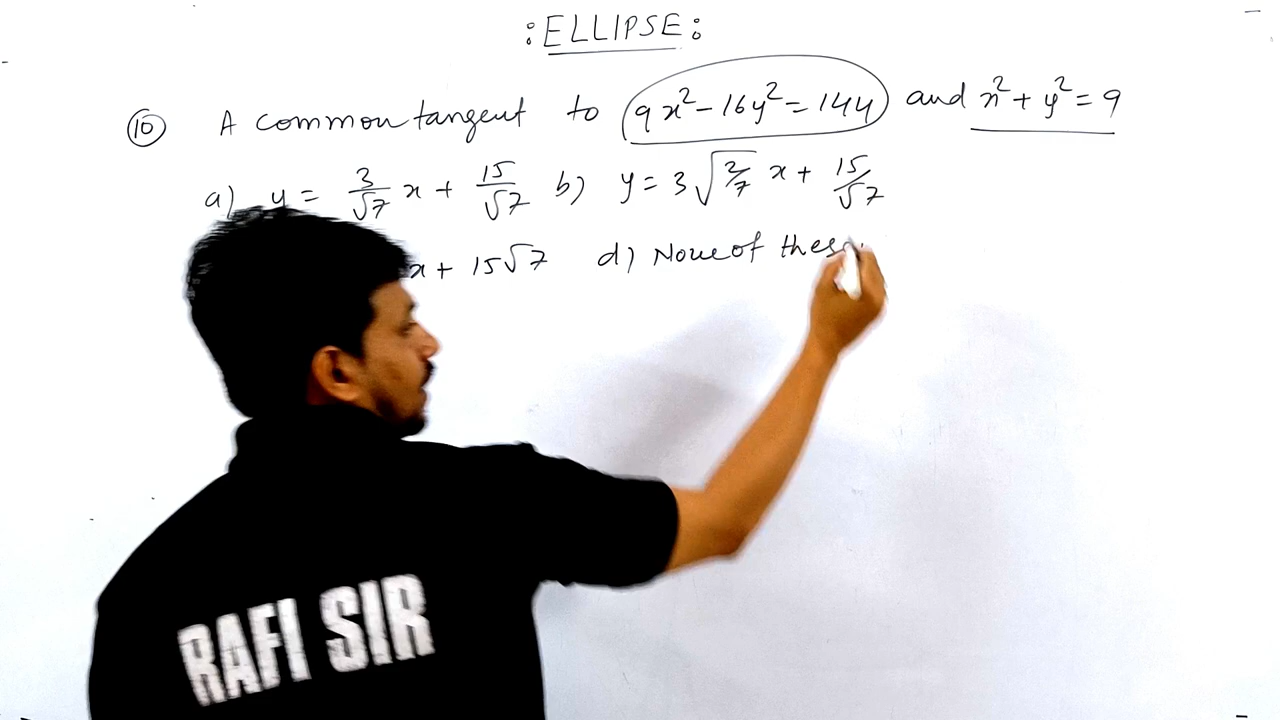 : ELLIPSE :
(10) A common tangent to 9x² - 16y² = 144 and x² + y² = 9
a) y = 3/√7 x + 15/√7 b) y = 3√(2/7) x + 15/√7
x + 15√7 d) None of these
RAFI SIR